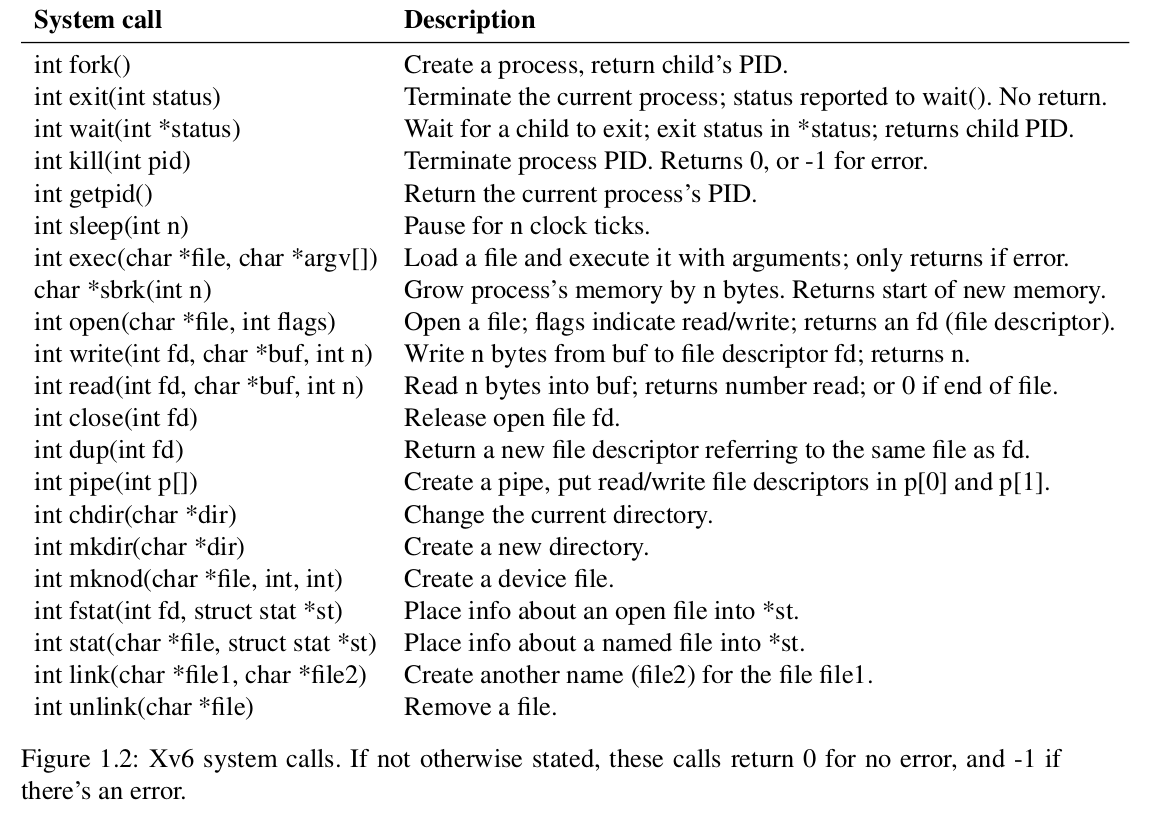 System call Description
int fork() Create a process, return child’s PID.
int exit(int status) Terminate the current process; status reported to wait(). No return.
int wait(int *status) Wait for a child to exit; exit status in *status; returns child PID.
int kill(int pid) Terminate process PID. Returns 0, or -1 for error.
int getpid() Return the current process’s PID.
int sleep(int n) Pause for n clock ticks.
int exec(char *file, char *argv[]) Load a file and execute it with arguments; only returns if error.
char *sbrk(int n) Grow process’s memory by n bytes. Returns start of new memory.
int open(char *file, int flags) Open a file; flags indicate read/write; returns an fd (file descriptor).
int write(int fd, char *buf, int n) Write n bytes from buf to file descriptor fd; returns n.
int read(int fd, char *buf, int n) Read n bytes into buf; returns number read; or 0 if end of file.
int close(int fd) Release open file fd.
int dup(int fd) Return a new file descriptor referring to the same file as fd.
int pipe(int p[]) Create a pipe, put read/write file descriptors in p[0] and p[1].
int chdir(char *dir) Change the current directory.
int mkdir(char *dir) Create a new directory.
int mknod(char *file, int, int) Create a device file.
int fstat(int fd, struct stat *st) Place info about an open file into *st.
int stat(char *file, struct stat *st) Place info about a named file into *st.
int link(char *file1, char *file2) Create another name (file2) for the file file1.
int unlink(char *file) Remove a file.
Figure 1.2: Xv6 system calls. If not otherwise stated, these calls return 0 for no error, and -1 if
there’s an error.